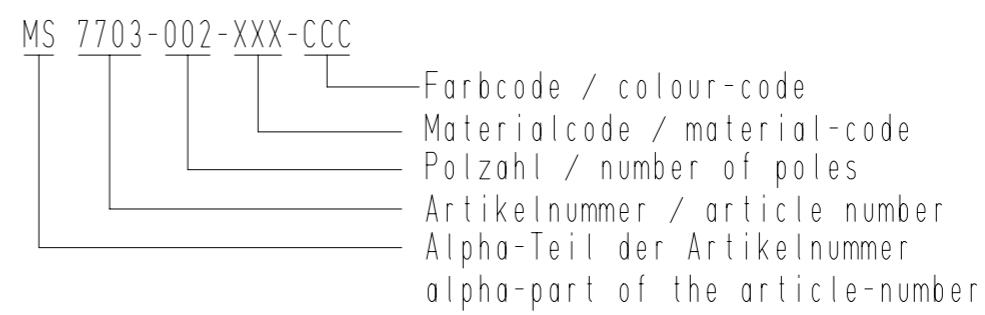 MS 7703-002-XXX-CCC
Farbcode / colour-code
Materialcode / material-code
Polzahl / number of poles
Artikelnummer / article number
Alpha-Teil der Artikelnummer
alpha-part of the article-number